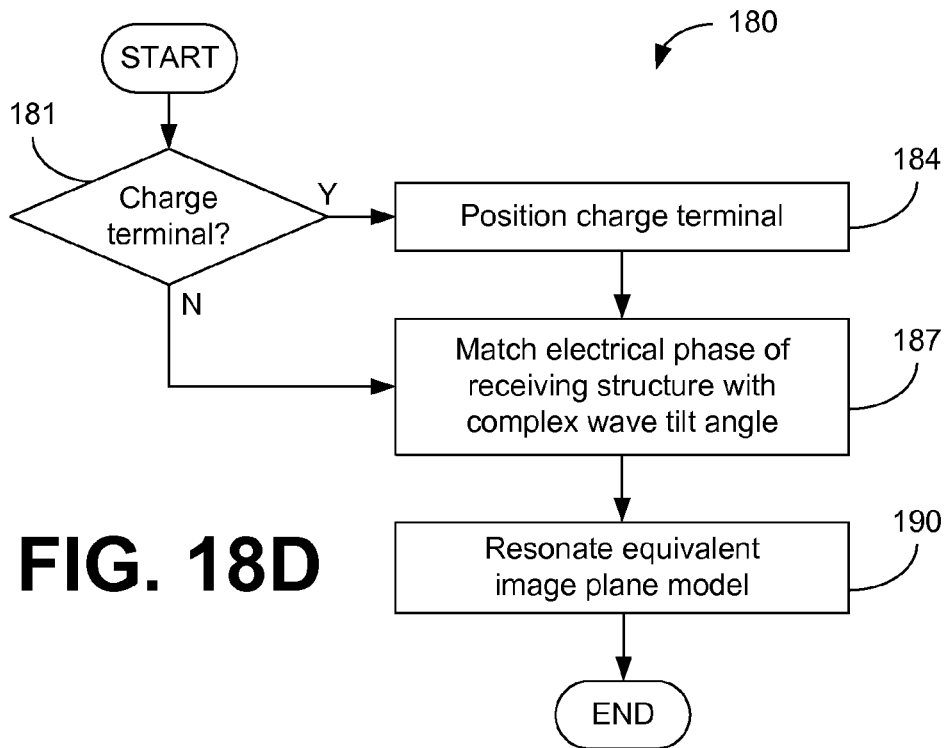 180
START
181
Charge
terminal?
Y
N
184
Position charge terminal
187
Match electrical phase of
receiving structure with
complex wave tilt angle
190
Resonate equivalent
image plane model
END
FIG. 18D